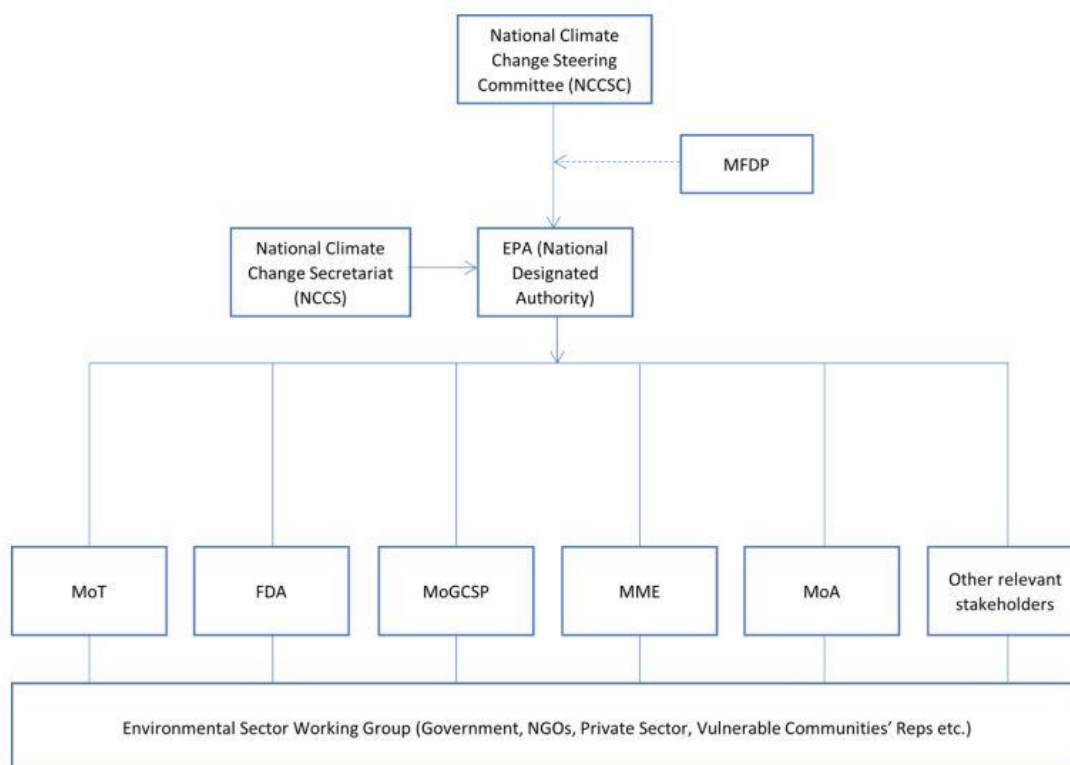 National Climate
Change Steering
Committee (NCCSC)
MFDP
National Climate
Change Secretariat
(NCCS)
EPA (National
Designated
Authority)
MoT
FDA
MoGCSP
MME
MoA
Other relevant
stakeholders
Environmental Sector Working Group (Government, NGOs, Private Sector, Vulnerable Communities’ Reps etc.)